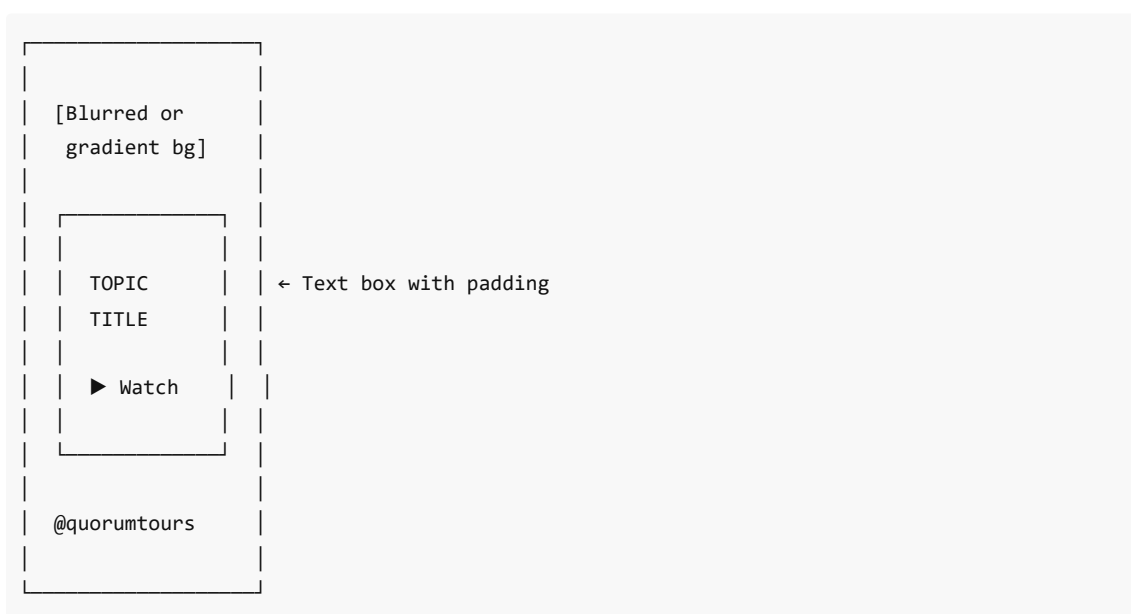 [Blurred or
gradient bg]
TOPIC
TITLE
← Text box with padding
▶ Watch
@quorumtours